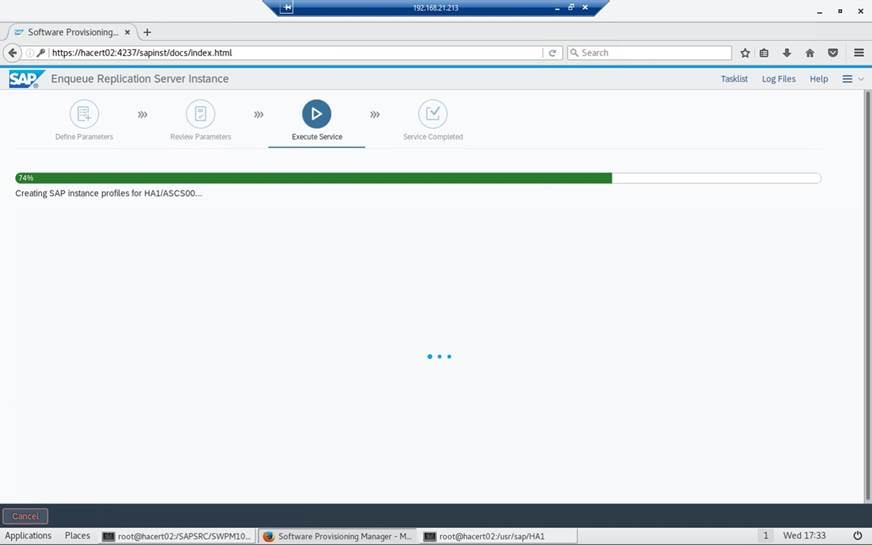 192.168.21.213
Software Provisioning...
https://hacert02:4237/sapinst/docs/index.html
Search
SAP Enqueue Replication Server Instance
Tasklist Log Files Help
Define Parameters Review Parameters Execute Service Service Completed
74%
Creating SAP instance profiles for HA1/ASCS00...
Cancel
Applications Places root@hacert02:/SAPSRC/SWPM10... Software Provisioning Manager - M... root@hacert02:/usr/sap/HA1 1 Wed 17:33